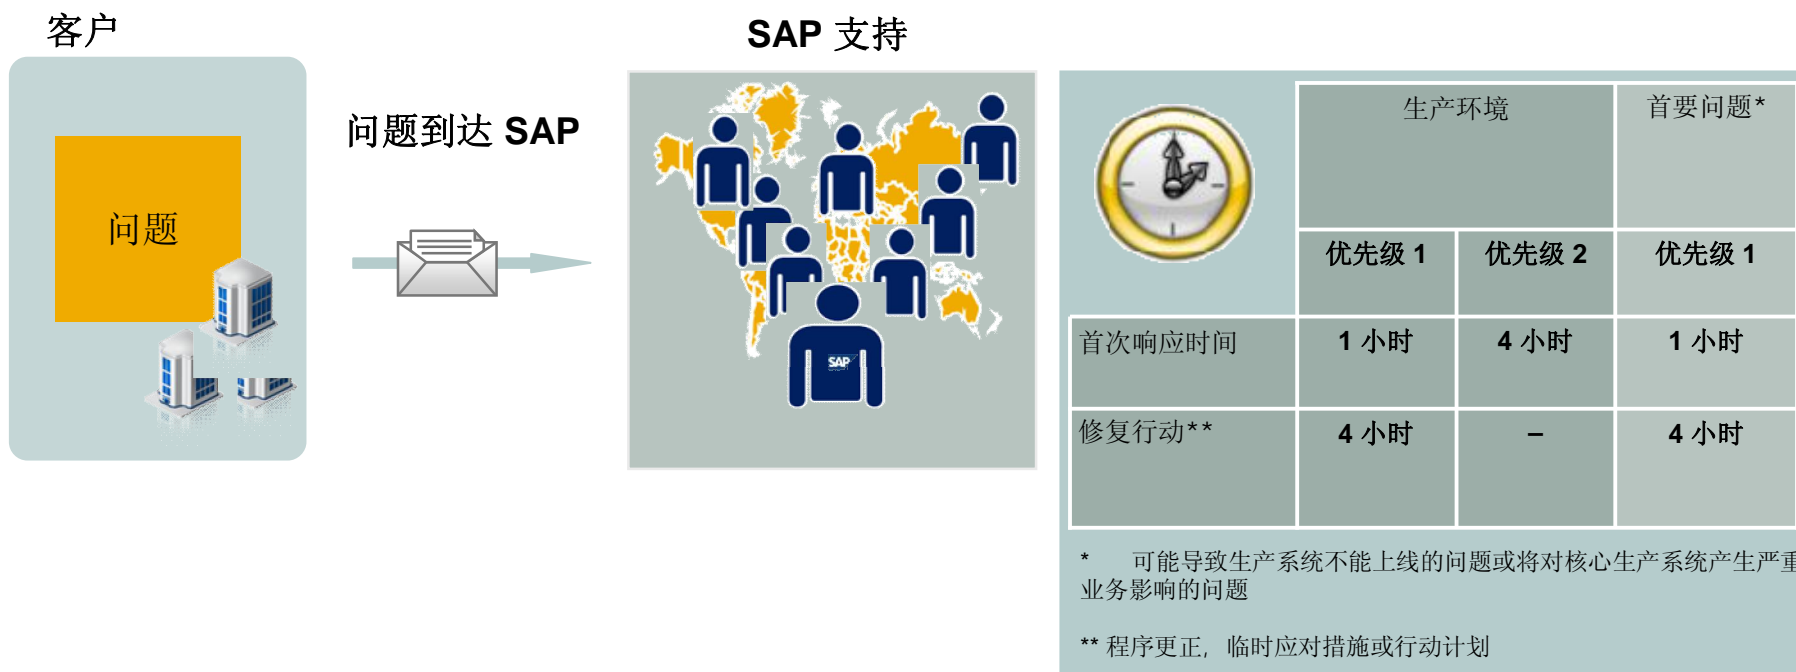 客户
SAP 支持
问题到达 SAP
问题
SAP
生产环境 首要问题*
优先级 1 优先级 2 优先级 1
首次响应时间 1 小时 4 小时 1 小时
修复行动** 4 小时 – 4 小时
* 可能导致生产系统不能上线的问题或将对核心生产系统产生严重
业务影响的问题
** 程序更正, 临时应对措施或行动计划